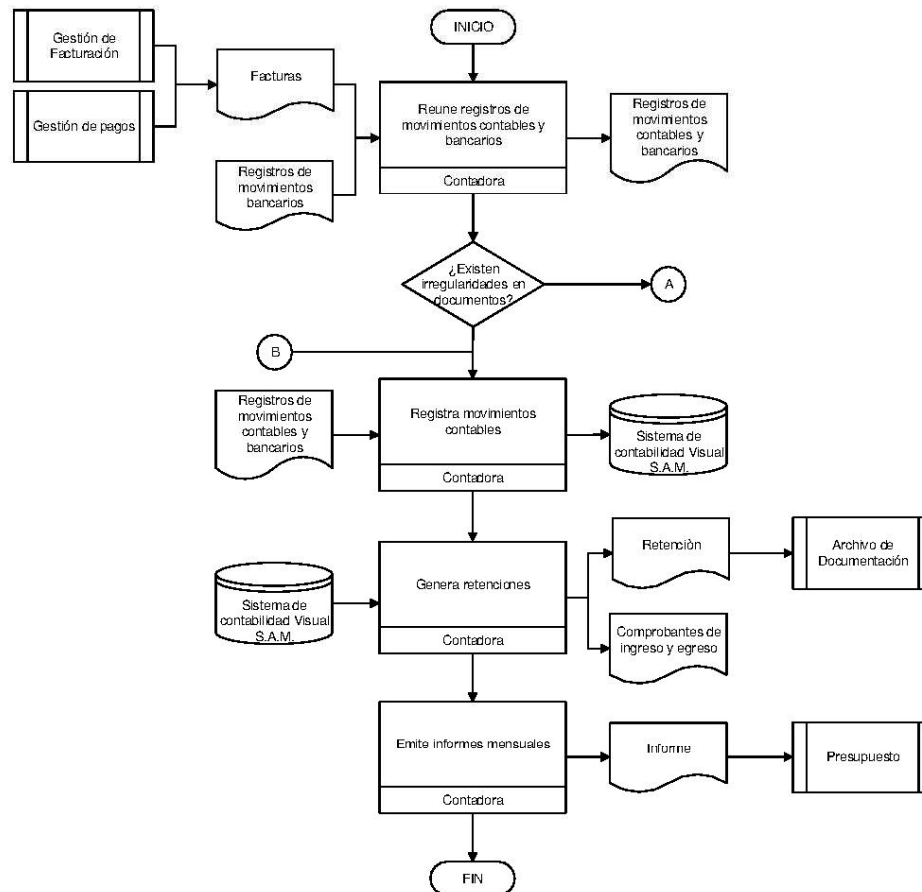 INICIO
Gestión de
Facturación
Facturas
Gestión de pagos
Reune registros de
movimientos contables y
bancarios
Contadora
Registros de
movimientos
contables y
bancarios
Registros de
movimientos
bancarios
¿Existen
irregularidades en
documentos?
A
B
Registros de
movimientos
contables y
bancarios
Registra movimientos
contables
Contadora
Sistema de
contabilidad Visual
S.A.M.
Sistema de
contabilidad Visual
S.A.M.
Genera retenciones
Contadora
Retenciòn
Archivo de
Documentación
Comprobantes de
ingreso y egreso
Emite informes mensuales
Contadora
Informe
Presupuesto
FIN